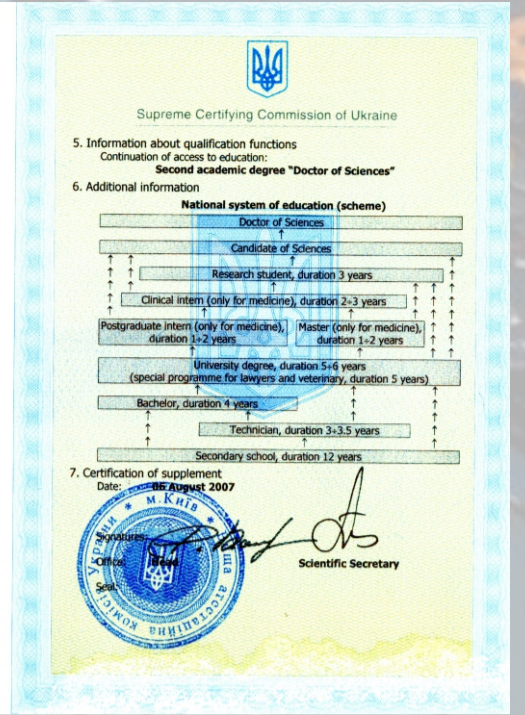 Supreme Certifying Commission of Ukraine
5. Information about qualification functions
Continuation of access to education:
Second academic degree "Doctor of Sciences"
6. Additional information
National system of education (scheme)
Doctor of Sciences
Candidate of Sciences
Research student, duration 3 years
Clinical intern (only for medicine), duration 2÷3 years
Postgraduate intern (only for medicine),
duration 1÷2 years
Master (only for medicine),
duration 1÷2 years
University degree, duration 5÷6 years
(special programme for lawyers and veterinary, duration 5 years)
Bachelor, duration 4 years
Technician, duration 3÷3.5 years
Secondary school, duration 12 years
7. Certification of supplement
Date: 06 August 2007
Signatures:
Office: Head
Scientific Secretary
Seal:
м. Київ
ща атестаційна комісія України